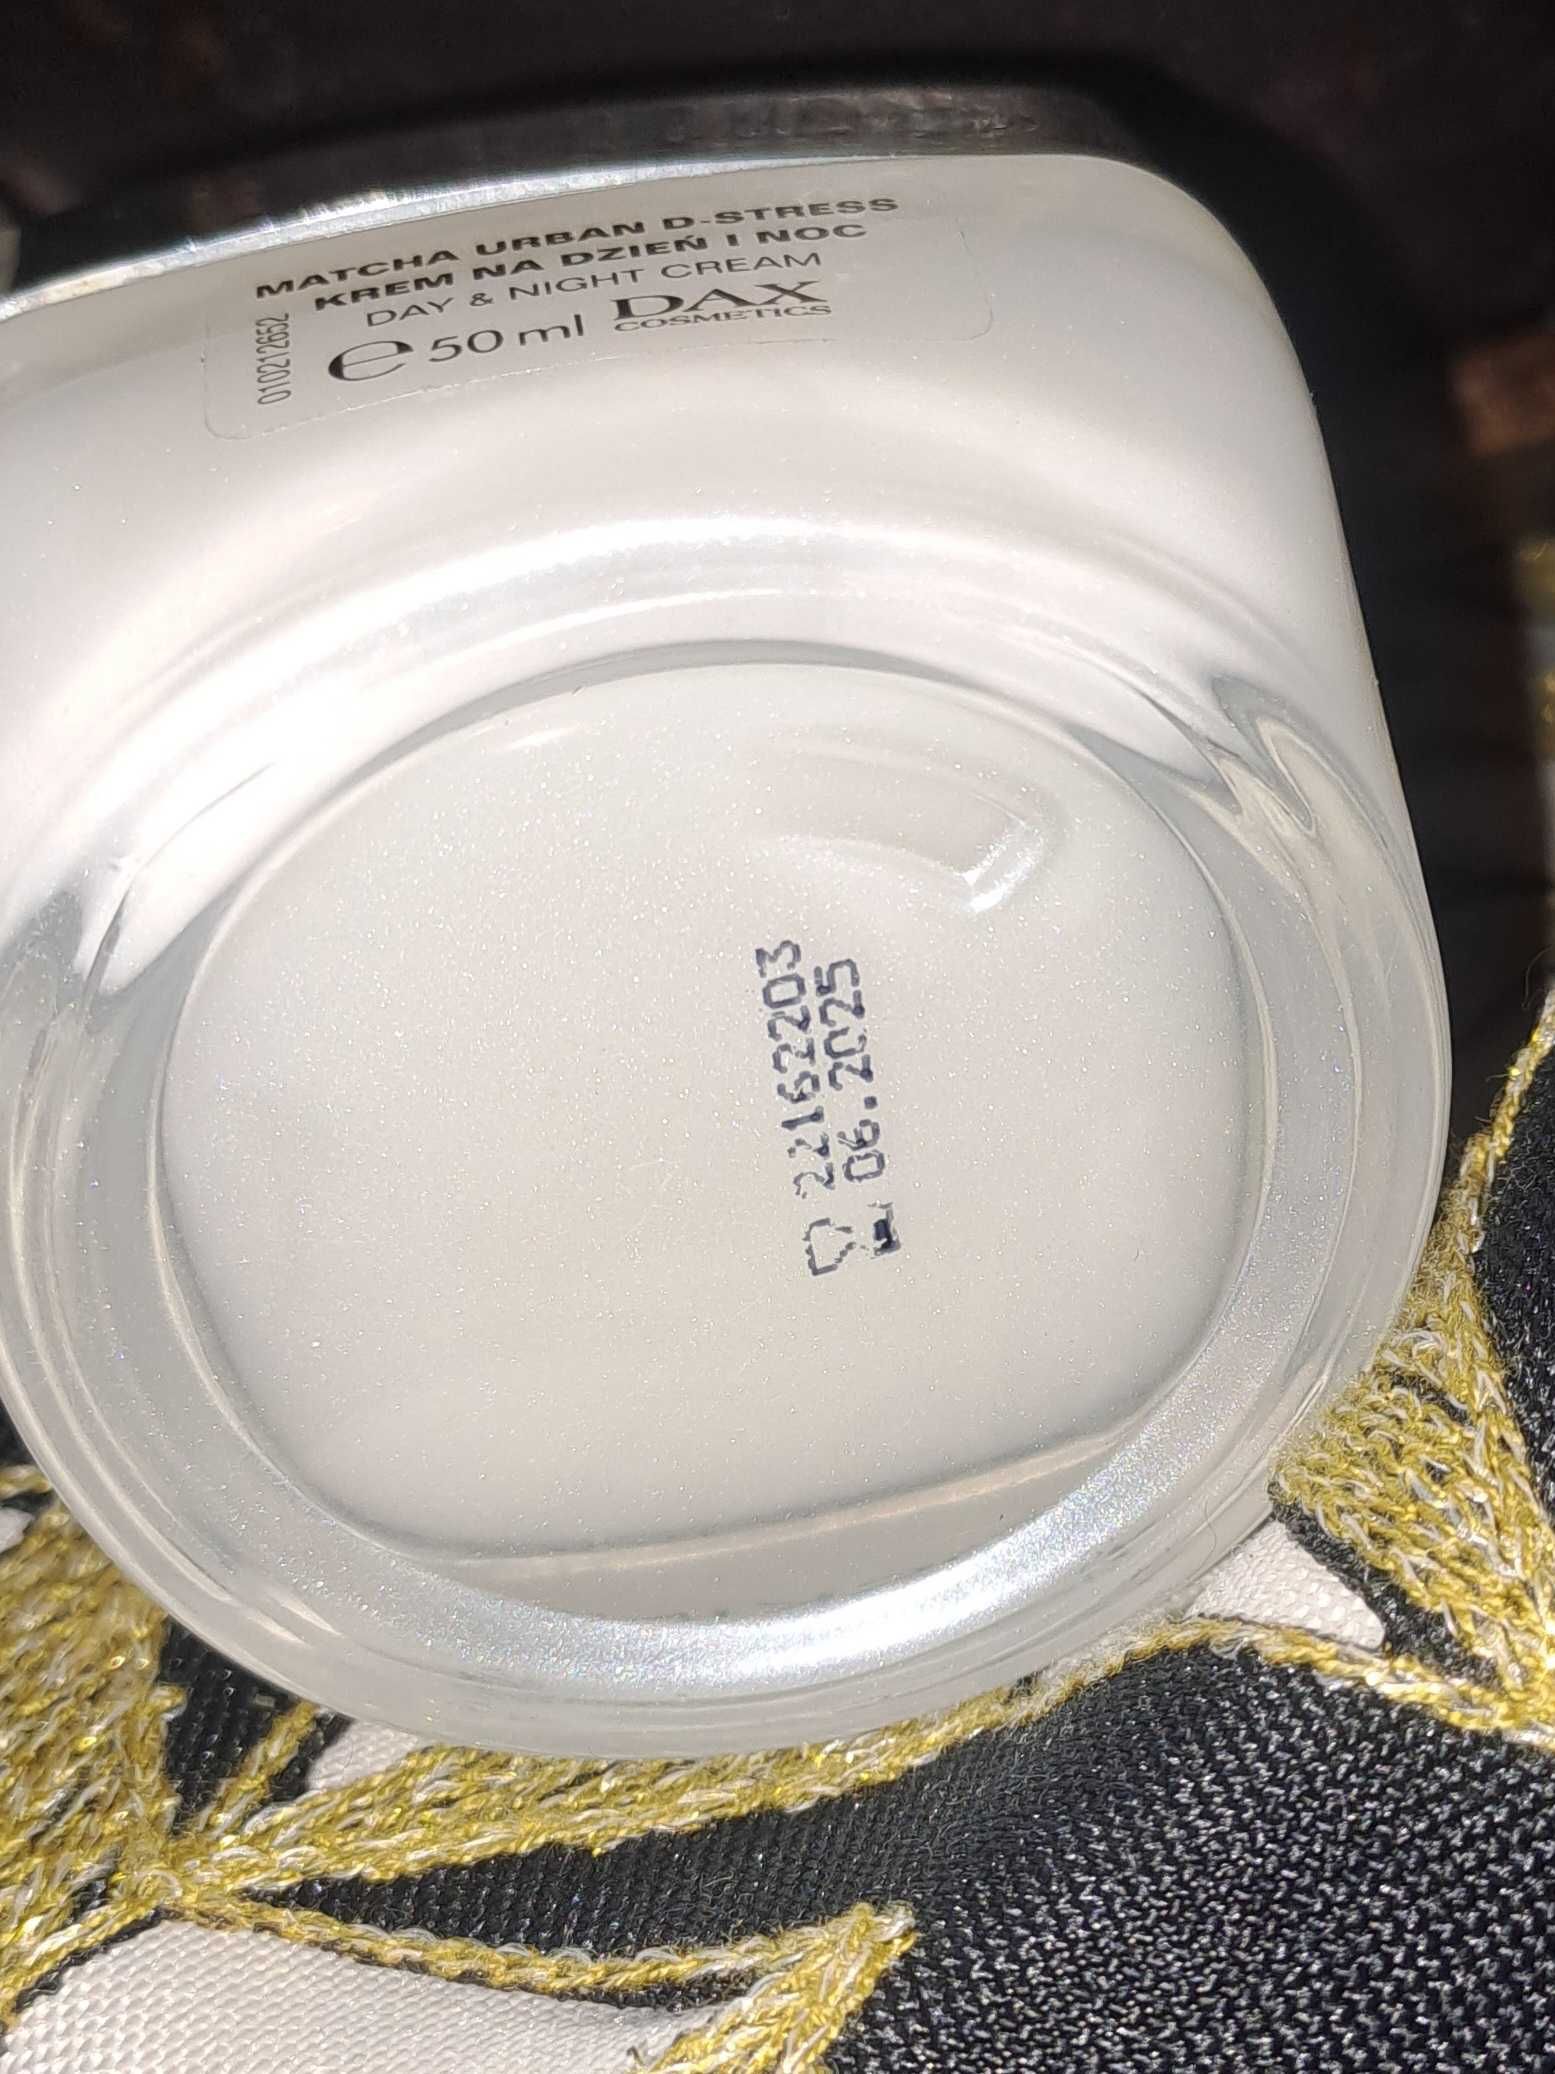 MATCHA URBAN D-STRESS
KREM NA DZIEŃ I NOC
DAY & NIGHT CREAM
010212652
e 50 ml DAX
COSMETICS
22162203
06.2025